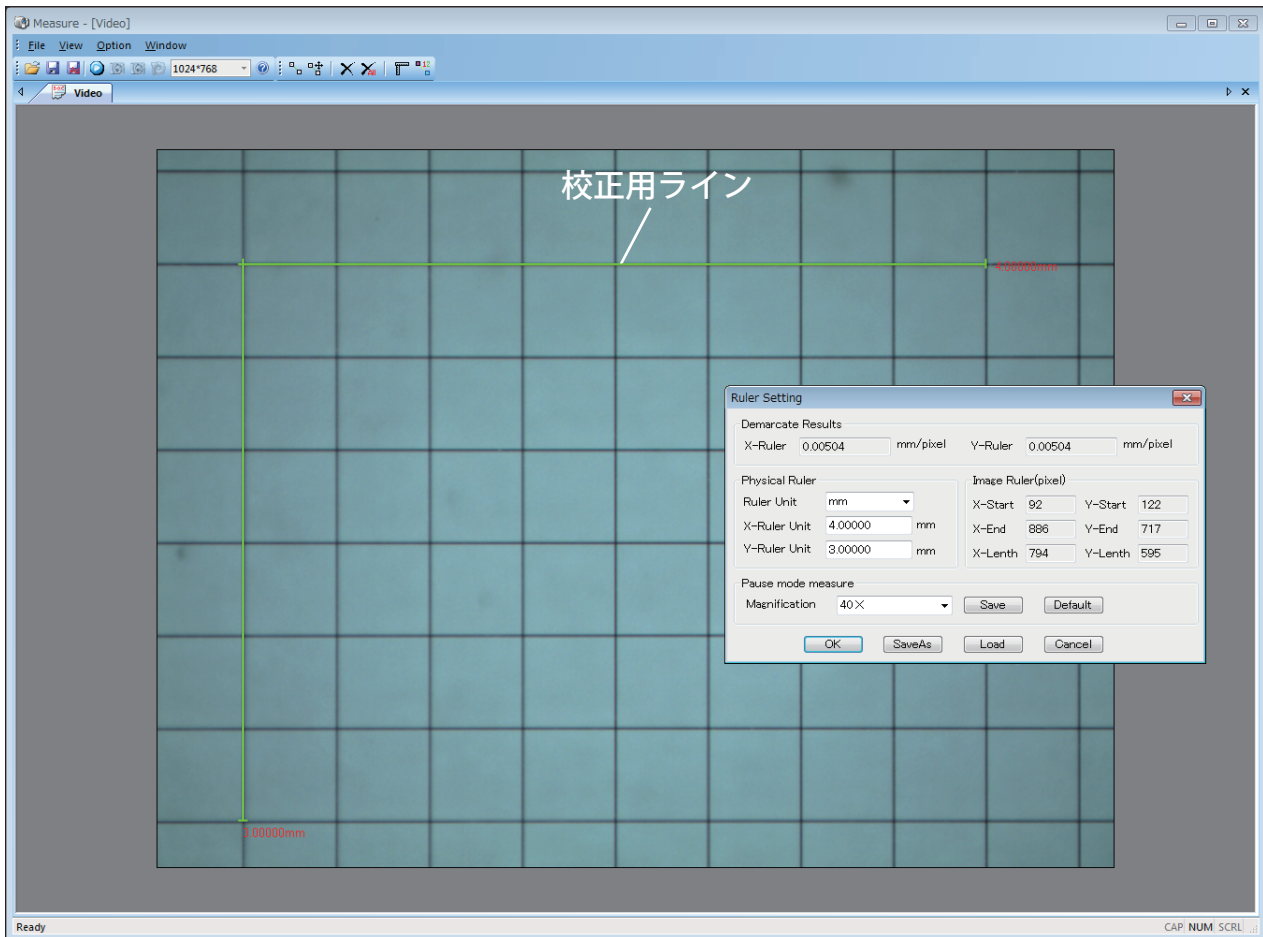 Measure - [Video]
File View Option Window
1024*768
Video
校正用ライン
4.00000mm
Ruler Setting
Demarcate Results
X-Ruler 0.00504 mm/pixel Y-Ruler 0.00504 mm/pixel
Physical Ruler Image Ruler(pixel)
Ruler Unit mm X-Start 92 Y-Start 122
X-Ruler Unit 4.00000 mm X-End 886 Y-End 717
Y-Ruler Unit 3.00000 mm X-Lenth 794 Y-Lenth 595
Pause mode measure
Magnification 40× Save Default
OK SaveAs Load Cancel
3.00000mm
Ready CAP NUM SCRL